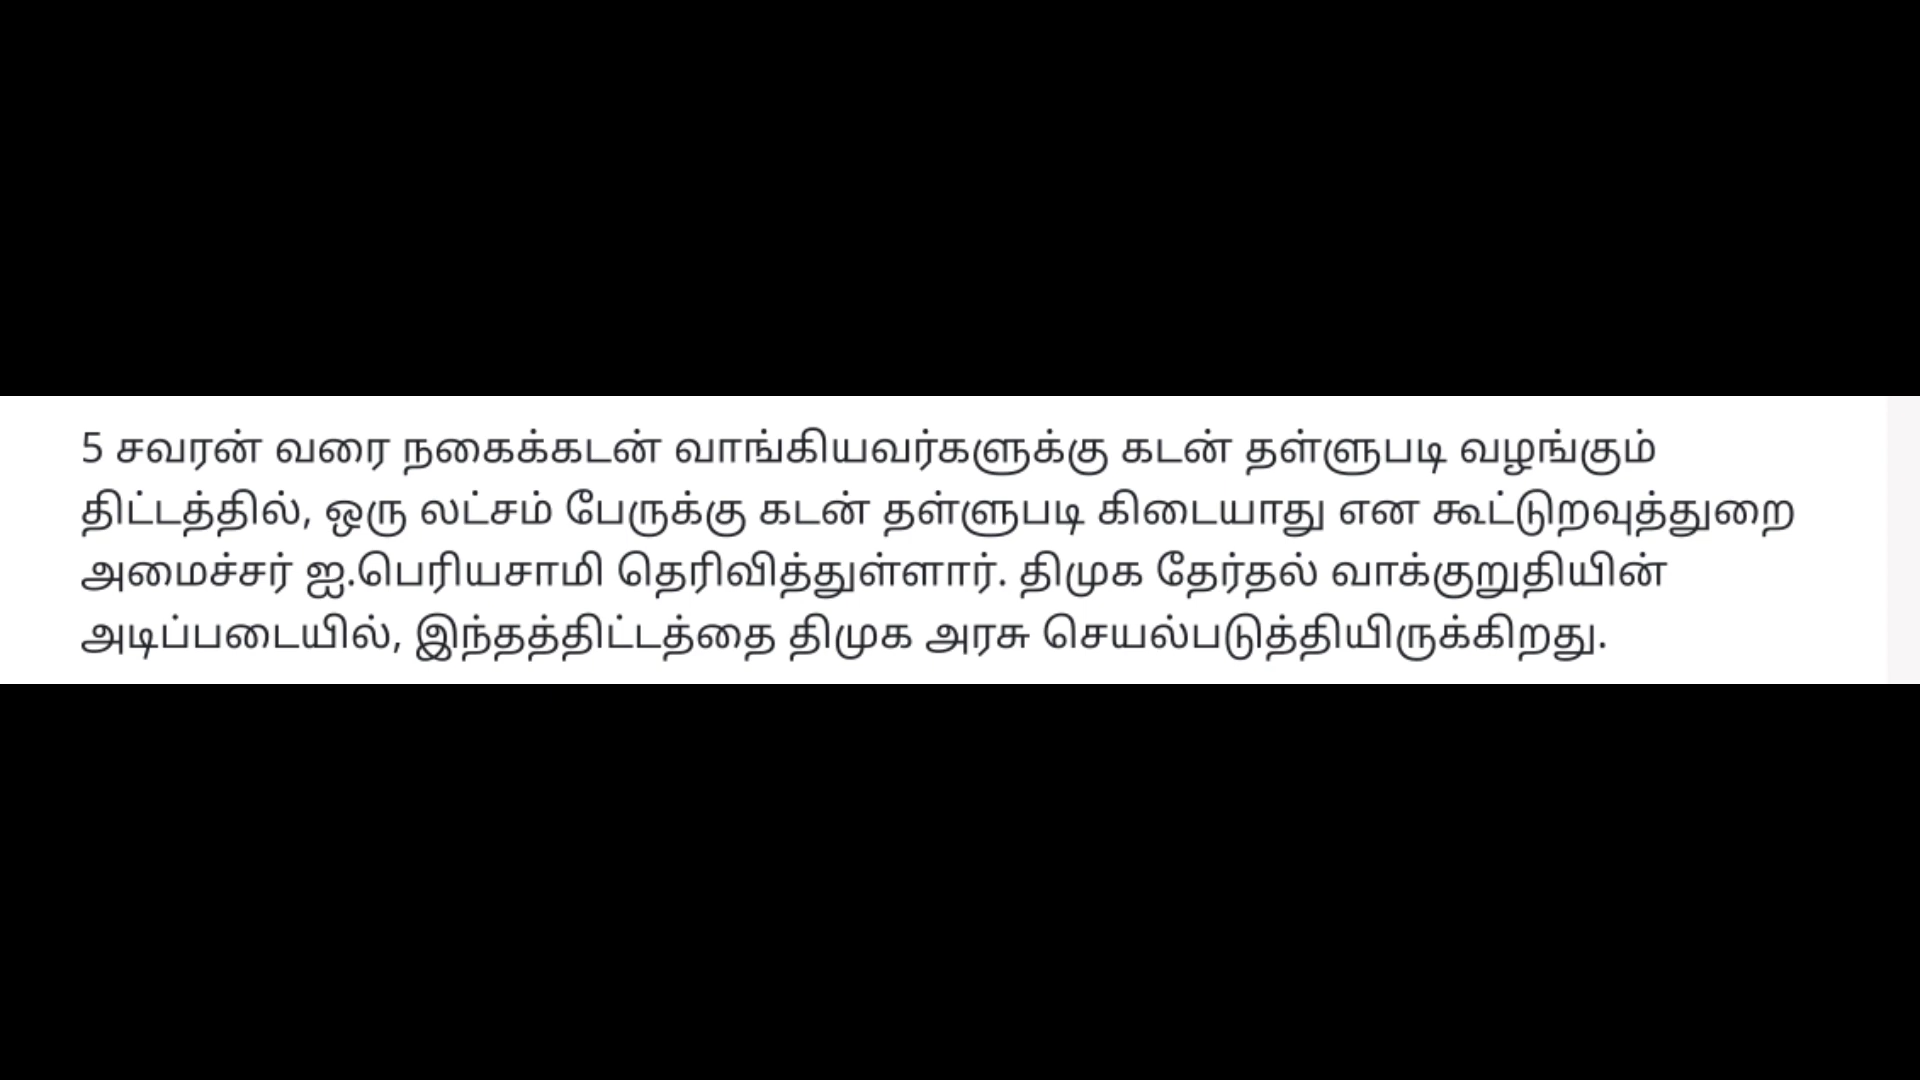 5 சவரன் வரை நகைக்கடன் வாங்கியவர்களுக்கு கடன் தள்ளுபடி வழங்கும்
திட்டத்தில், ஒரு லட்சம் பேருக்கு கடன் தள்ளுபடி கிடையாது என கூட்டுறவுத்துறை
அமைச்சர் ஐ.பெரியசாமி தெரிவித்துள்ளார். திமுக தேர்தல் வாக்குறுதியின்
அடிப்படையில், இந்தத்திட்டத்தை திமுக அரசு செயல்படுத்தியிருக்கிறது.